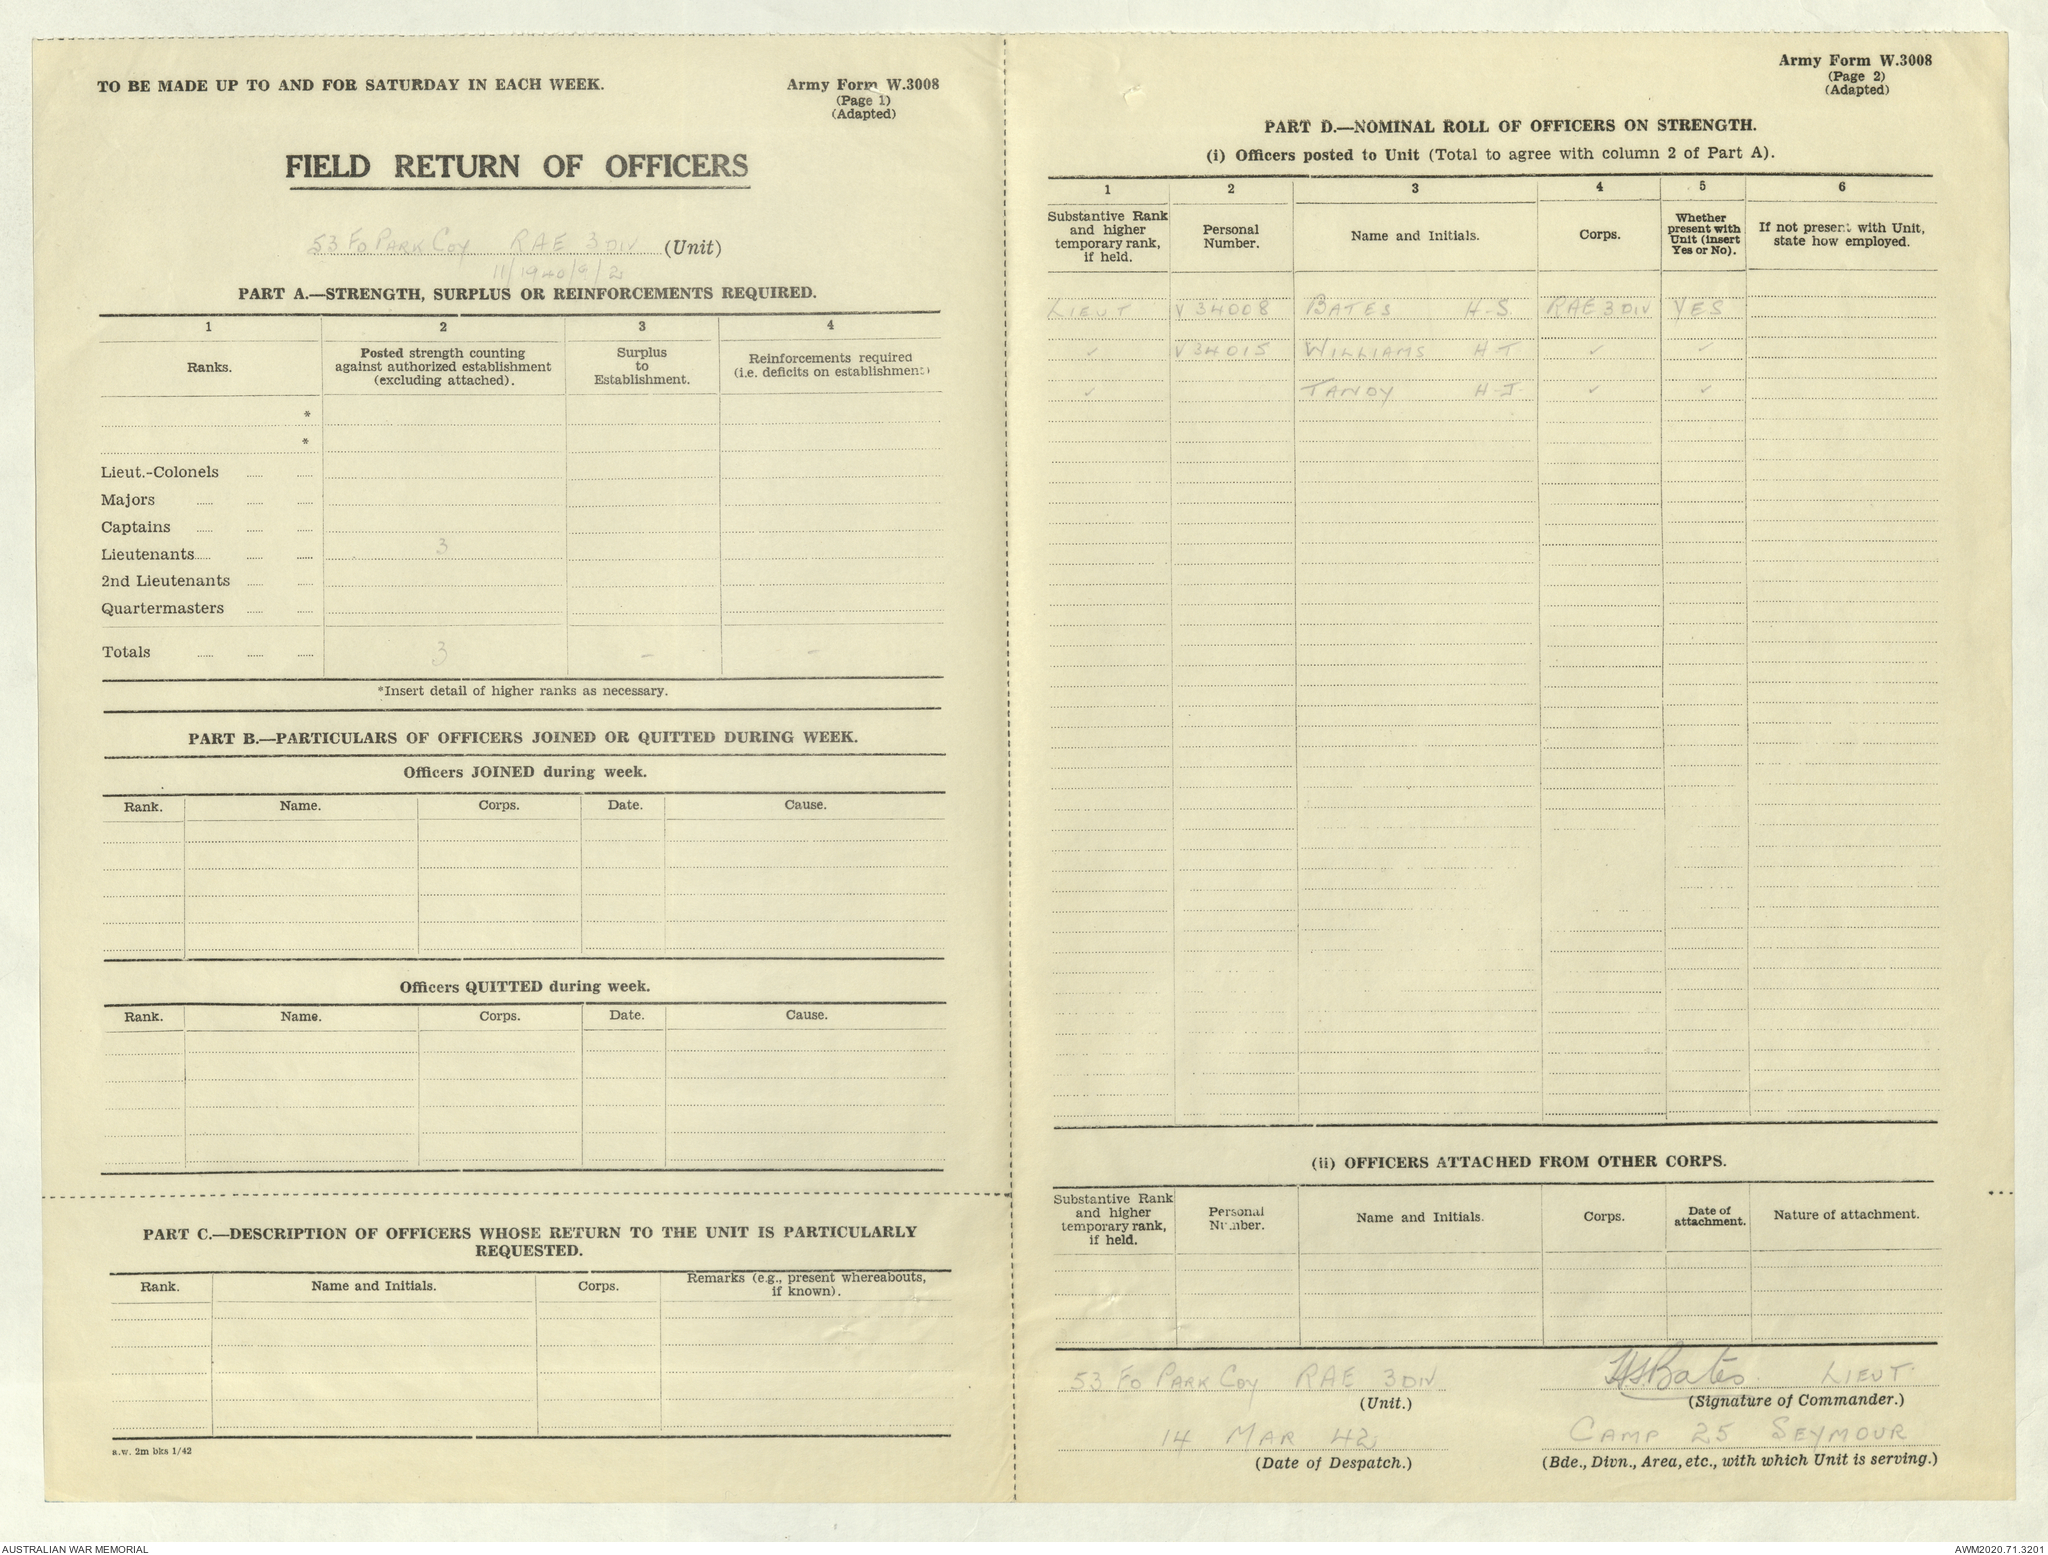 TO BE MADE UP TO AND FOR SATURDAY IN EACH WEEK.
Army Form W.3008
(Page 1)
(Adapted)
FIELD RETURN OF OFFICERS
53 FD PARK COY RAE 3 DIV (Unit)
11/1940/9/2
PART A.—STRENGTH, SURPLUS OR REINFORCEMENTS REQUIRED.
1 2 3 4
Ranks. Posted strength counting against authorized establishment (excluding attached). Surplus to Establishment. Reinforcements required (i.e. deficits on establishment)
*
*
Lieut.-Colonels
Majors
Captains
Lieutenants 3
2nd Lieutenants
Quartermasters
Totals 3 – –
*Insert detail of higher ranks as necessary.
PART B.—PARTICULARS OF OFFICERS JOINED OR QUITTED DURING WEEK.
Officers JOINED during week.
Rank. Name. Corps. Date. Cause.
Officers QUITTED during week.
Rank. Name. Corps. Date. Cause.
PART C.—DESCRIPTION OF OFFICERS WHOSE RETURN TO THE UNIT IS PARTICULARLY
REQUESTED.
Rank. Name and Initials. Corps. Remarks (e.g., present whereabouts, if known).
s.w. 2m bks 1/42
Army Form W.3008
(Page 2)
(Adapted)
PART D.—NOMINAL ROLL OF OFFICERS ON STRENGTH.
(i) Officers posted to Unit (Total to agree with column 2 of Part A).
1 2 3 4 5 6
Substantive Rank and higher temporary rank, if held. Personal Number. Name and Initials. Corps. Whether present with Unit (insert Yes or No). If not present with Unit, state how employed.
LIEUT V34008 BATES H-S RAE 3 DIV YES
✓ V34015 WILLIAMS H T ✓ ✓
✓ TANDY H-J ✓ ✓
(ii) OFFICERS ATTACHED FROM OTHER CORPS.
Substantive Rank and higher temporary rank, if held. Personal Number. Name and Initials. Corps. Date of attachment. Nature of attachment.
53 FD PARK COY RAE 3 DIV
(Unit.)
HSBates. LIEUT
(Signature of Commander.)
14 MAR 42
(Date of Despatch.)
CAMP 25 SEYMOUR
(Bde., Divn., Area, etc., with which Unit is serving.)
AUSTRALIAN WAR MEMORIAL
AWM2020.71.3201